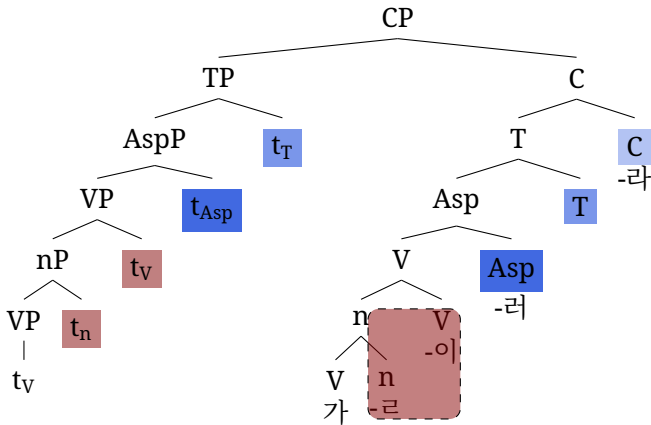 CP
TP C
AspP t_T T C
-라
VP t_Asp Asp T
nP t_V V Asp
-러
VP t_n n V
-이
t_V V n
가 -ㄹ